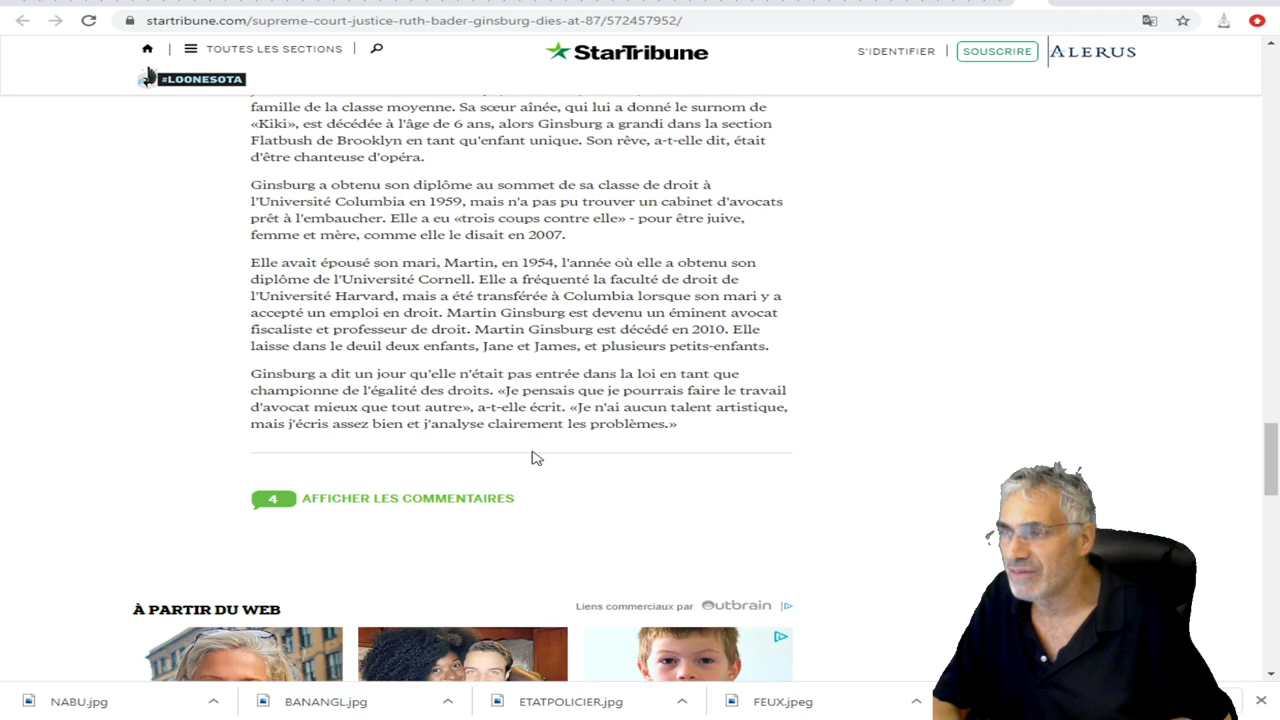 startribune.com/supreme-court-justice-ruth-bader-ginsburg-dies-at-87/572457952/
TOUTES LES SECTIONS
StarTribune
S'IDENTIFIER
SOUSCRIRE
ALERUS
#LOONESOTA
famille de la classe moyenne. Sa sœur aînée, qui lui a donné le surnom de
«Kiki», est décédée à l'âge de 6 ans, alors Ginsburg a grandi dans la section
Flatbush de Brooklyn en tant qu'enfant unique. Son rêve, a-t-elle dit, était
d'être chanteuse d'opéra.
Ginsburg a obtenu son diplôme au sommet de sa classe de droit à
l'Université Columbia en 1959, mais n'a pas pu trouver un cabinet d'avocats
prêt à l'embaucher. Elle a eu «trois coups contre elle» - pour être juive,
femme et mère, comme elle le disait en 2007.
Elle avait épousé son mari, Martin, en 1954, l'année où elle a obtenu son
diplôme de l'Université Cornell. Elle a fréquenté la faculté de droit de
l'Université Harvard, mais a été transférée à Columbia lorsque son mari y a
accepté un emploi en droit. Martin Ginsburg est devenu un éminent avocat
fiscaliste et professeur de droit. Martin Ginsburg est décédé en 2010. Elle
laisse dans le deuil deux enfants, Jane et James, et plusieurs petits-enfants.
Ginsburg a dit un jour qu'elle n'était pas entrée dans la loi en tant que
championne de l'égalité des droits. «Je pensais que je pourrais faire le travail
d'avocat mieux que tout autre», a-t-elle écrit. «Je n'ai aucun talent artistique,
mais j'écris assez bien et j'analyse clairement les problèmes.»
4 AFFICHER LES COMMENTAIRES
À PARTIR DU WEB
Liens commerciaux par Outbrain
NABU.jpg
BANANGL.jpg
ETATPOLICIER.jpg
FEUX.jpeg